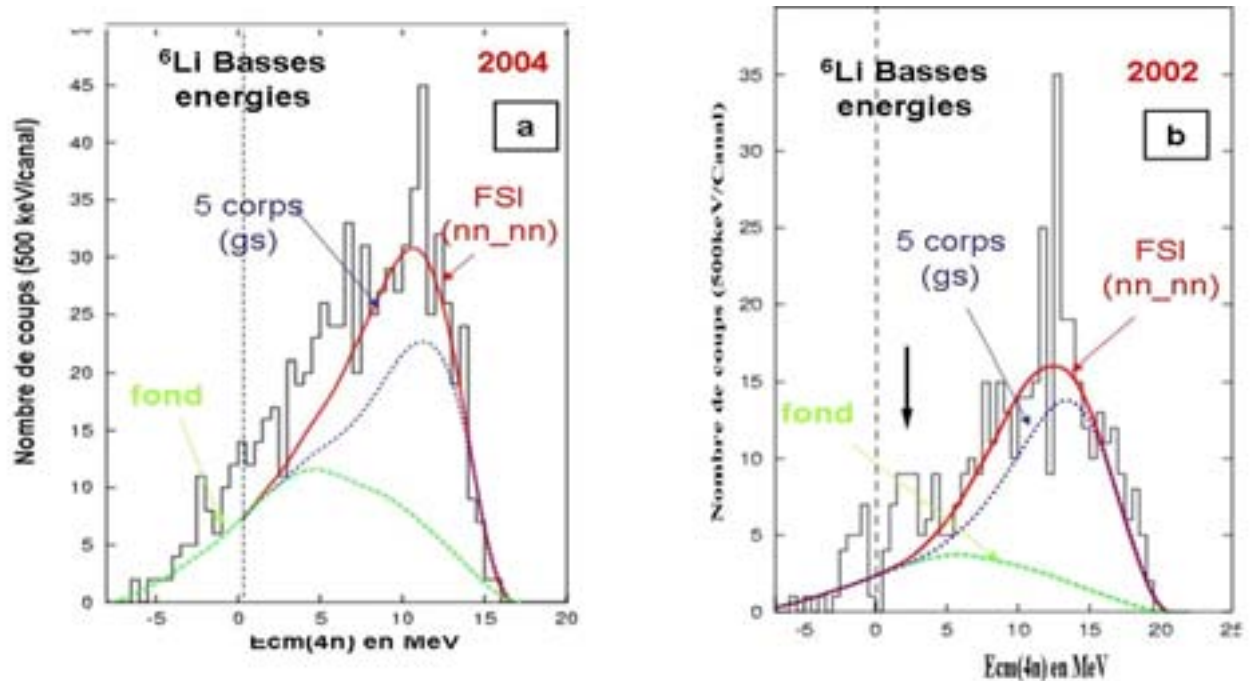 Nombre de coups (500 keV/canal)
45
40
35
30
25
20
15
10
5
0
⁶Li Basses
energies
2004
a
5 corps
(gs)
FSI
(nn_nn)
fond
-5 0 5 10 15 20
Ecm(4n) en MeV
Nombre de coups (500keV/Canal)
35
30
25
20
15
10
5
0
⁶Li Basses
energies
2002
b
5 corps
(gs)
FSI
(nn_nn)
fond
-5 0 5 10 15 20
Ecm(4n) en MeV